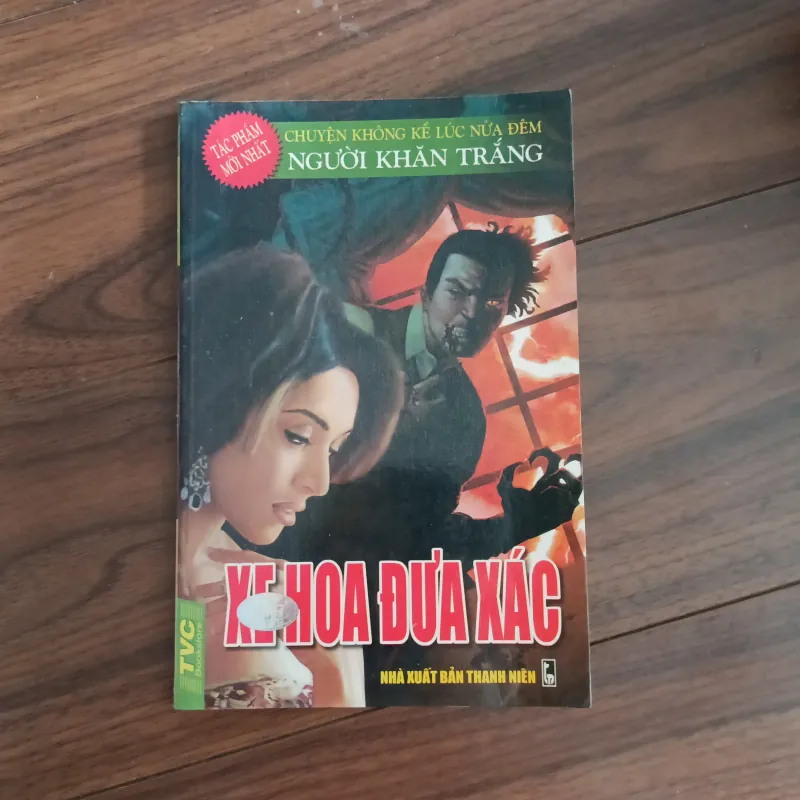 TÁC PHẨM
MỚI NHẤT
CHUYỆN KHÔNG KỂ LÚC NỬA ĐÊM
NGƯỜI KHĂN TRẮNG
XE HOA ĐƯA XÁC
NHÀ XUẤT BẢN THANH NIÊN
TVC
Bookstore